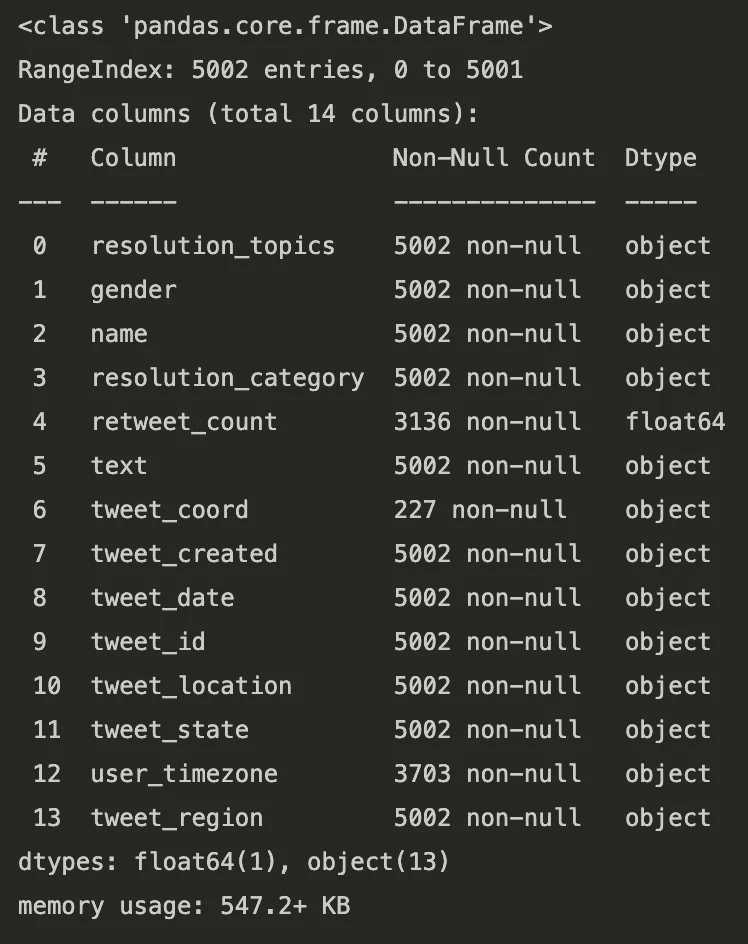 <class 'pandas.core.frame.DataFrame'>
RangeIndex: 5002 entries, 0 to 5001
Data columns (total 14 columns):
 #   Column               Non-Null Count  Dtype
---  ------               --------------  -----
 0   resolution_topics    5002 non-null   object
 1   gender               5002 non-null   object
 2   name                 5002 non-null   object
 3   resolution_category  5002 non-null   object
 4   retweet_count        3136 non-null   float64
 5   text                 5002 non-null   object
 6   tweet_coord          227 non-null    object
 7   tweet_created        5002 non-null   object
 8   tweet_date           5002 non-null   object
 9   tweet_id             5002 non-null   object
 10  tweet_location       5002 non-null   object
 11  tweet_state          5002 non-null   object
 12  user_timezone        3703 non-null   object
 13  tweet_region         5002 non-null   object
dtypes: float64(1), object(13)
memory usage: 547.2+ KB